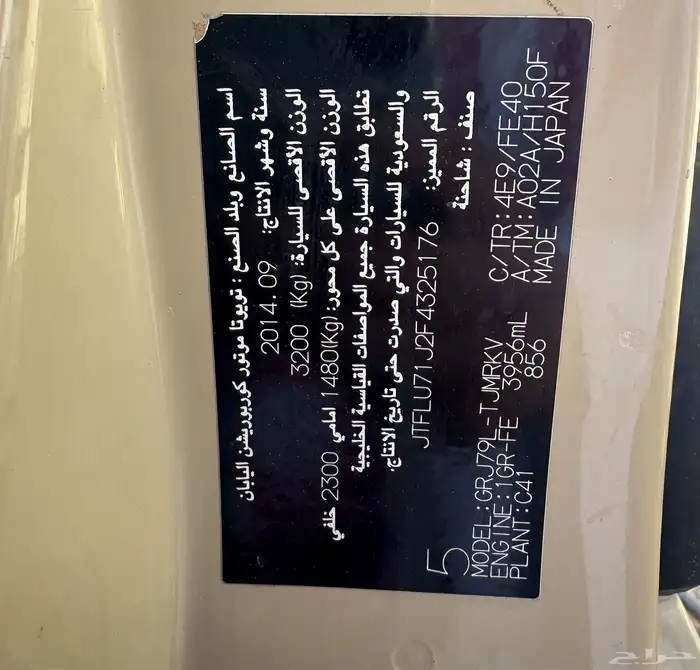 اسم الصانع وبلد الصنع : تويوتا موتور كوربوريشن اليابان
سنة وشهر الانتاج: 2014.09
الوزن الأقصى للسيارة: 3200 (Kg)
الوزن الأقصى على كل محور: 1480(Kg) امامي 2300 خلفي
تطابق هذه السيارة جميع المواصفات القياسية الخليجية
والسعودية للسيارات والتي صدرت حتى تاريخ الانتاج.
الرقم المميز: JTFLU71J2F4325176
صنف : شاحنة
5
MODEL:GRJ79L-TJMRKV C/TR:4E9/FE40
ENGINE:1GR-FE 3956mL A/TM:A02A/H150F
PLANT:C41 856 MADE IN JAPAN
حراج